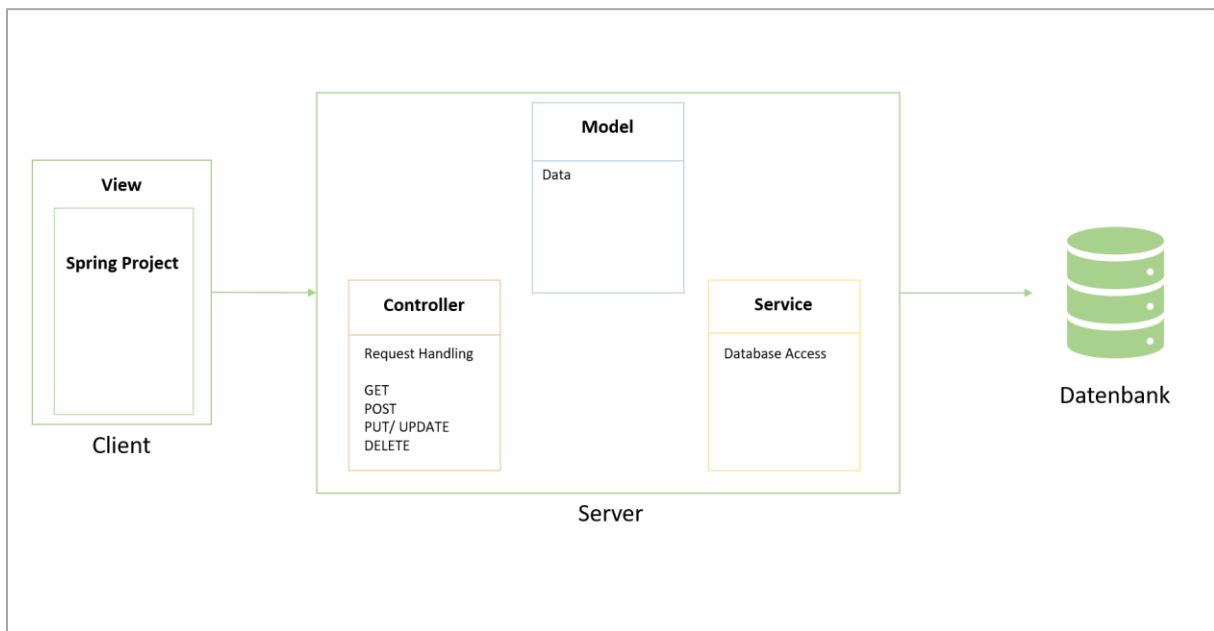 View
Spring Project
Client
Model
Data
Controller
Request Handling
GET
POST
PUT/ UPDATE
DELETE
Service
Database Access
Server
Datenbank